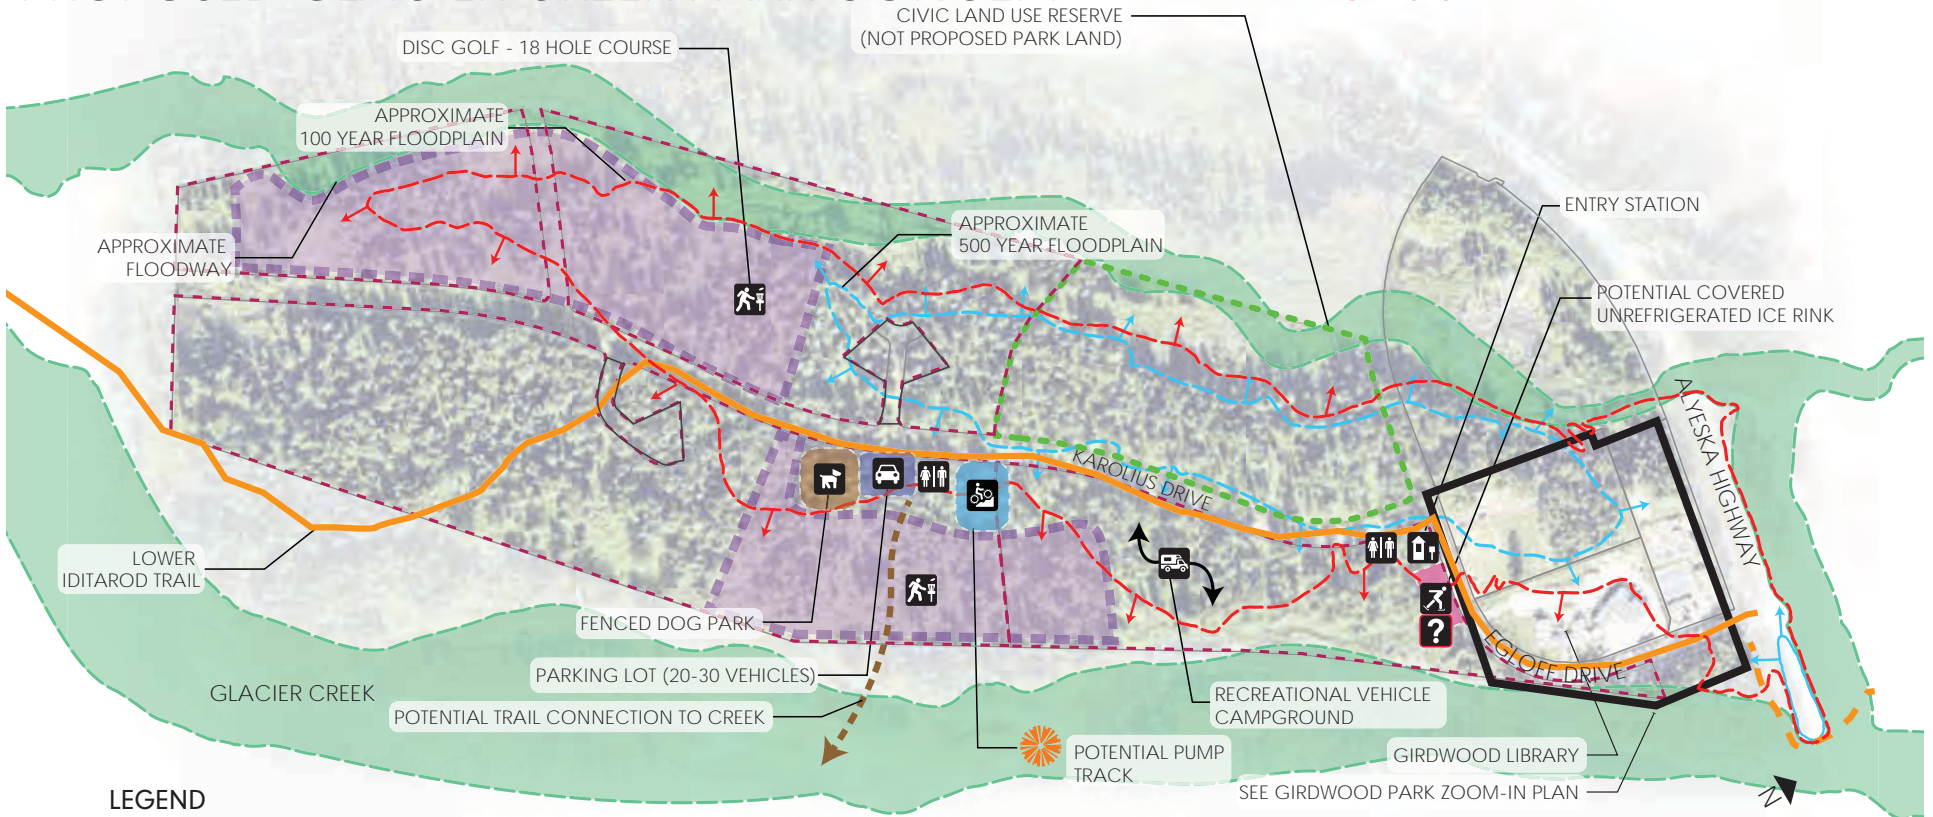 CIVIC LAND USE RESERVE
(NOT PROPOSED PARK LAND)
DISC GOLF - 18 HOLE COURSE
APPROXIMATE
100 YEAR FLOODPLAIN
ENTRY STATION
APPROXIMATE
500 YEAR FLOODPLAIN
APPROXIMATE
FLOODWAY
POTENTIAL COVERED
UNREFRIGERATED ICE RINK
ALYESKA HIGHWAY
KAROLIUS DRIVE
LOWER
IDITAROD TRAIL
FENCED DOG PARK
?
EGLOFF DRIVE
PARKING LOT (20-30 VEHICLES)
GLACIER CREEK
RECREATIONAL VEHICLE
CAMPGROUND
POTENTIAL TRAIL CONNECTION TO CREEK
POTENTIAL PUMP
TRACK
GIRDWOOD LIBRARY
SEE GIRDWOOD PARK ZOOM-IN PLAN
N
LEGEND